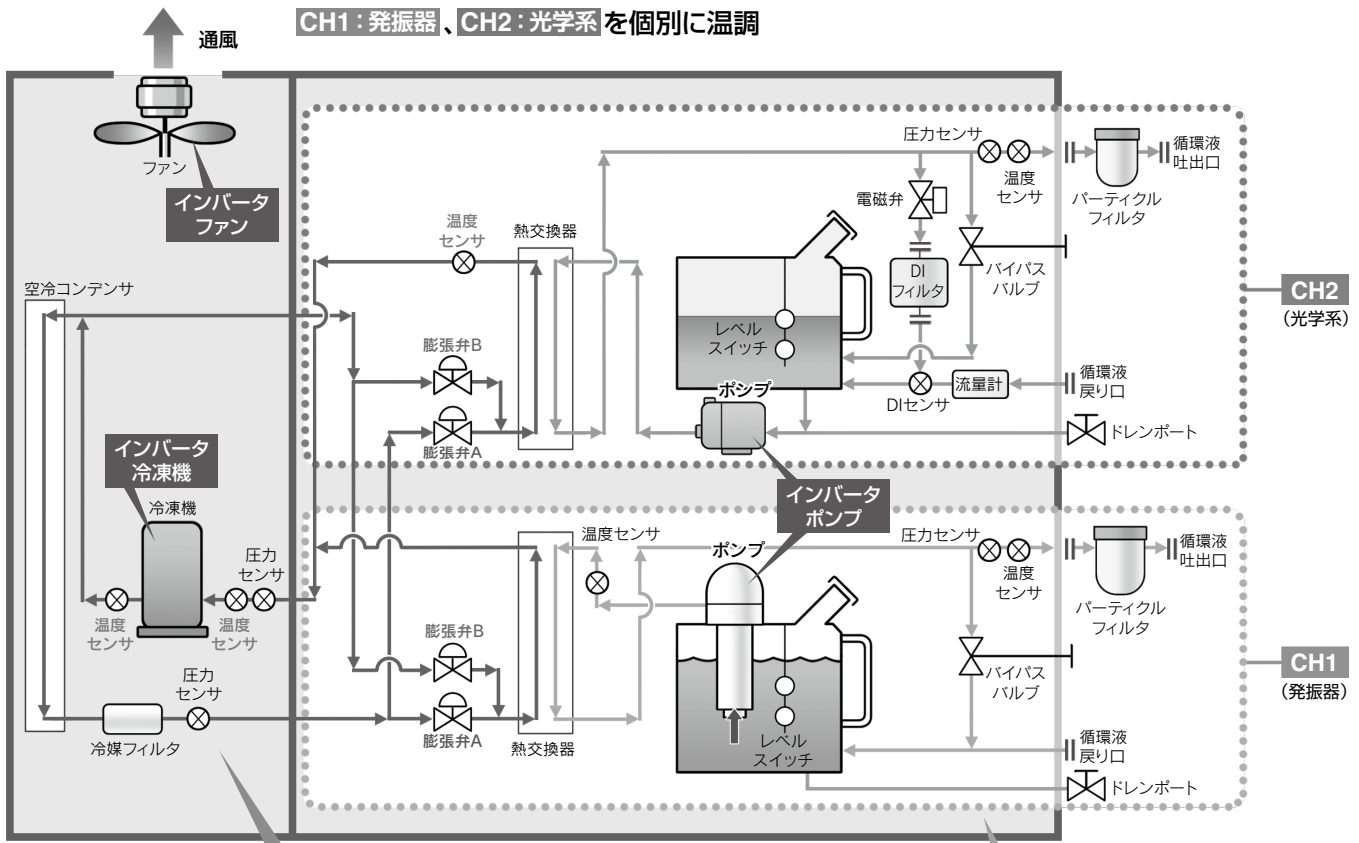 CH1：発振器、CH2：光学系を個別に温調
通風
ファン
インバータ
ファン
空冷コンデンサ
インバータ
冷凍機
冷凍機
圧力
センサ
温度
センサ
温度
センサ
圧力
センサ
冷媒フィルタ
温度
センサ
熱交換器
膨張弁B
膨張弁A
圧力センサ
温度
センサ
電磁弁
DI
フィルタ
バイパス
バルブ
パーティクル
フィルタ
循環液
吐出口
レベル
スイッチ
ポンプ
DIセンサ
流量計
循環液
戻り口
ドレンポート
CH2
(光学系)
インバータ
ポンプ
温度センサ
ポンプ
圧力センサ
温度
センサ
パーティクル
フィルタ
循環液
吐出口
膨張弁B
膨張弁A
熱交換器
レベル
スイッチ
バイパス
バルブ
循環液
戻り口
ドレンポート
CH1
(発振器)